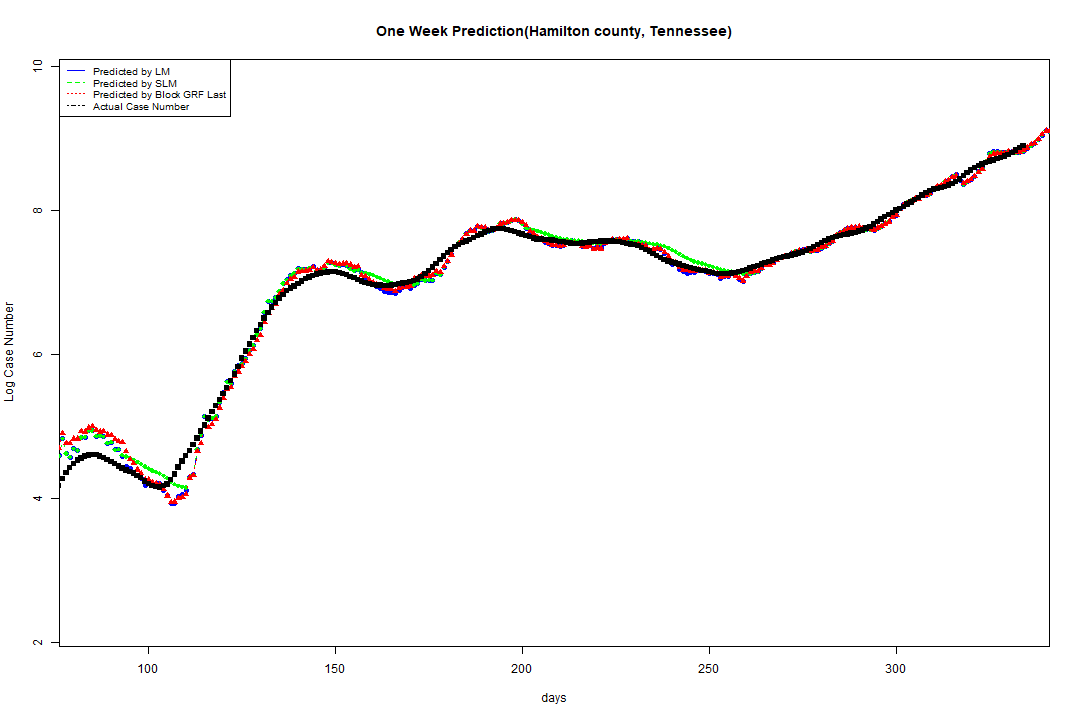 One Week Prediction(Hamilton county, Tennessee)
Predicted by LM
Predicted by SLM
Predicted by Block GRF Last
Actual Case Number
10
8
6
4
2
Log Case Number
100 150 200 250 300
days